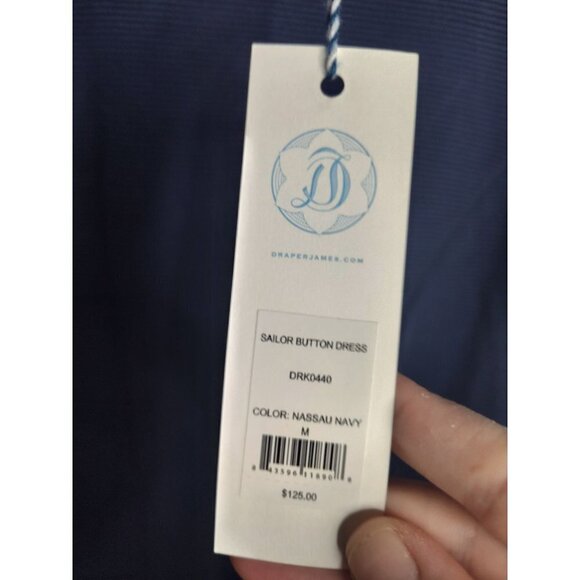 D
DRAPERJAMES.COM
SAILOR BUTTON DRESS
DRK0440
COLOR: NASSAU NAVY
M
$125.00